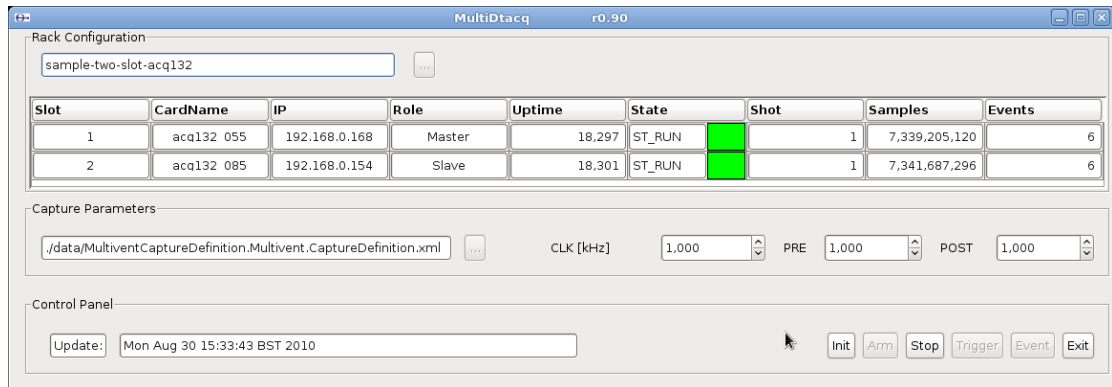 MultiDtacq r0.90
Rack Configuration
sample-two-slot-acq132 ...
Slot CardName IP Role Uptime State Shot Samples Events
1 acq132_055 192.168.0.168 Master 18,297 ST_RUN 1 7,339,205,120 6
2 acq132_085 192.168.0.154 Slave 18,301 ST_RUN 1 7,341,687,296 6
Capture Parameters
./data/MultiventCaptureDefinition.Multivent.CaptureDefinition.xml ... CLK [kHz] 1,000 PRE 1,000 POST 1,000
Control Panel
Update: Mon Aug 30 15:33:43 BST 2010 Init Arm Stop Trigger Event Exit